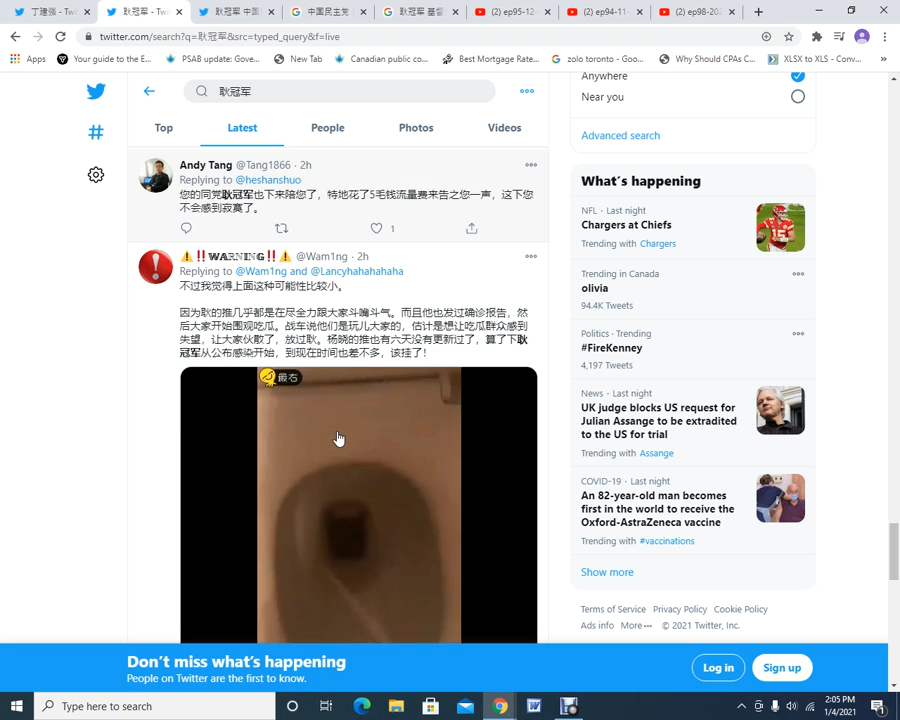 丁建强 - Tw
耿冠军 - Twi
耿冠军 中国
中国民主党
耿冠军 基督
(2) ep95-12-
(2) ep94-11-
(2) ep98-202
twitter.com/search?q=耿冠军&src=typed_query&f=live
Apps
Your guide to the E...
PSAB update: Gove...
New Tab
Canadian public co...
Best Mortgage Rate...
zolo toronto - Goo...
Why Should CPAs C...
XLSX to XLS - Conv...
»
耿冠军
Top
Latest
People
Photos
Videos
Andy Tang @Tang1866 · 2h
Replying to @heshanshuo
您的同党耿冠军也下来陪您了，特地花了5毛钱流量费来告之您一声，这下您
不会感到寂寞了。
1
WARNING @Wam1ng · 2h
Replying to @Wam1ng and @Lancyhahahahaha
不过我觉得上面这种可能性比较小。
因为耿的推几乎都是在尽全力跟大家斗嘴斗气。而且他也发过确诊报告，然
后大家开始围观吃瓜。战车说他们是玩儿大家的，估计是想让吃瓜群众感到
失望，让大家伙散了，放过耿。杨晓的推也有六天没有更新过了，算了下耿
冠军从公布感染开始，到现在时间也差不多，该挂了！
最右
Anywhere
Near you
Advanced search
What's happening
NFL · Last night
Chargers at Chiefs
Trending with Chargers
Trending in Canada
olivia
94.4K Tweets
Politics · Trending
#FireKenney
4,197 Tweets
News · Last night
UK judge blocks US request for
Julian Assange to be extradited
to the US for trial
Trending with Assange
COVID-19 · Last night
An 82-year-old man becomes
first in the world to receive the
Oxford-AstraZeneca vaccine
Trending with #vaccinations
Show more
Terms of Service Privacy Policy Cookie Policy
Ads info More··· © 2021 Twitter, Inc.
Don't miss what's happening
People on Twitter are the first to know.
Log in
Sign up
Type here to search
2:05 PM
1/4/2021
1